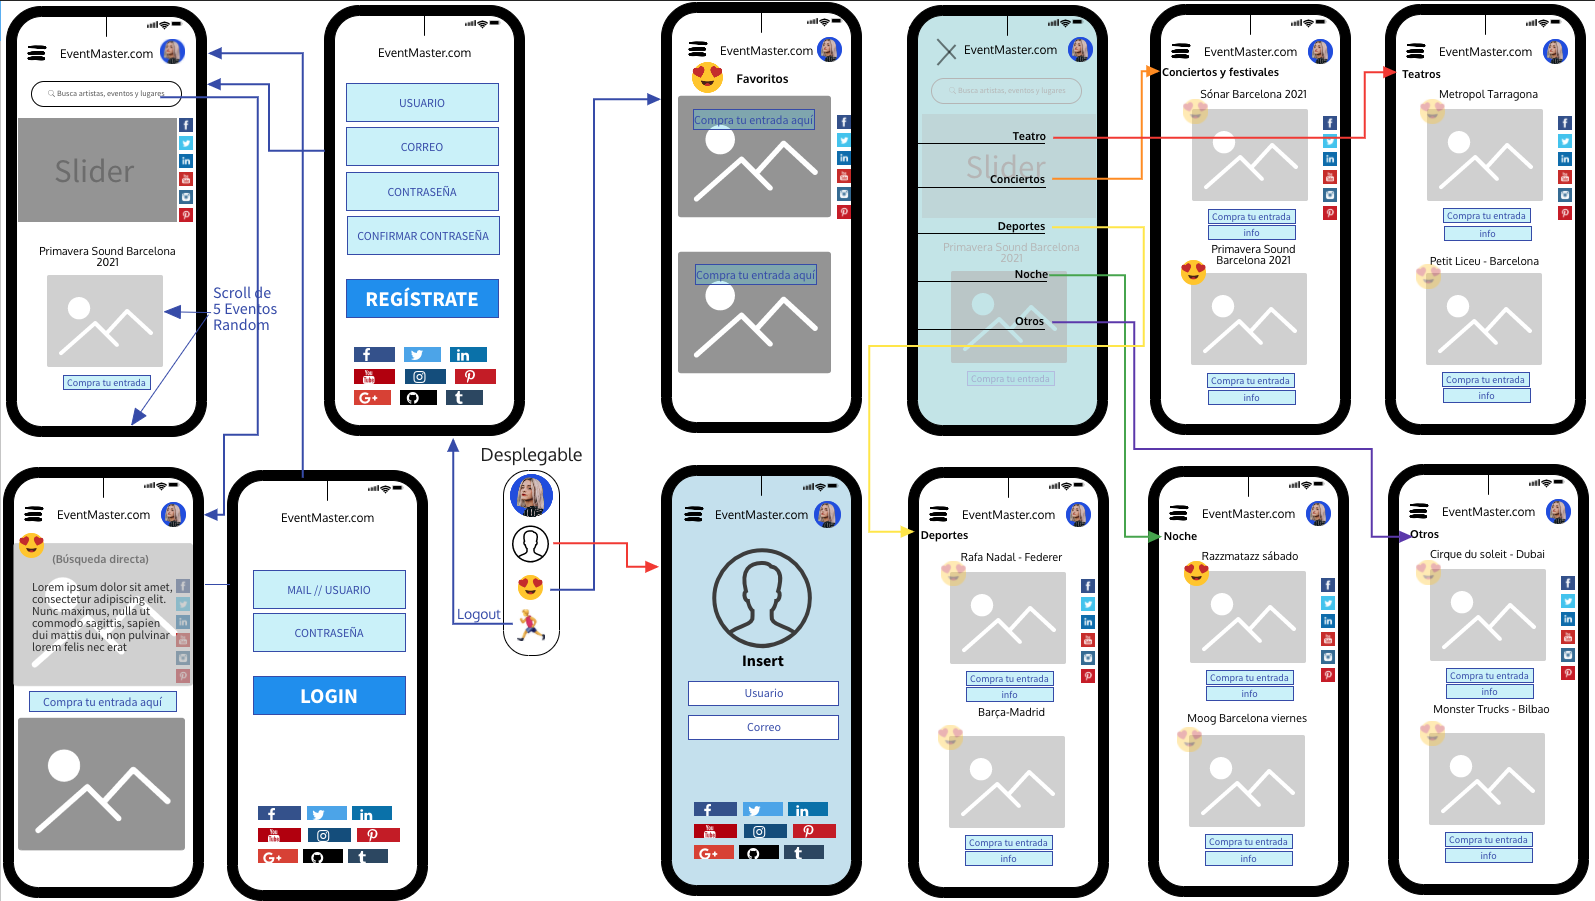 EventMaster.com
Busca artistas, eventos y lugares
Slider
Primavera Sound Barcelona
2021
Compra tu entrada
Scroll de
5 Eventos
Random
EventMaster.com
USUARIO
CORREO
CONTRASEÑA
CONFIRMAR CONTRASEÑA
REGÍSTRATE
f
in
You
Tube
G+
t
EventMaster.com
Favoritos
Compra tu entrada aquí
Compra tu entrada aquí
EventMaster.com
Busca artistas, eventos y lugares
Teatro
Slider
Conciertos
Deportes
Primavera Sound Barcelona
2021
Noche
Otros
Compra tu entrada
EventMaster.com
Conciertos y festivales
Sónar Barcelona 2021
Compra tu entrada
info
Primavera Sound
Barcelona 2021
Compra tu entrada
info
EventMaster.com
Teatros
Metropol Tarragona
Compra tu entrada
info
Petit Liceu - Barcelona
Compra tu entrada
info
EventMaster.com
(Búsqueda directa)
Lorem ipsum dolor sit amet,
consectetur adipiscing elit.
Nunc maximus, nulla ut
commodo sagittis, sapien
dui mattis dui, non pulvinar
lorem felis nec erat
Compra tu entrada aquí
EventMaster.com
MAIL // USUARIO
CONTRASEÑA
LOGIN
f
in
You
Tube
G+
t
Desplegable
Logout
EventMaster.com
Insert
Usuario
Correo
f
in
You
Tube
G+
t
EventMaster.com
Deportes
Rafa Nadal - Federer
Compra tu entrada
info
Barça-Madrid
Compra tu entrada
info
EventMaster.com
Noche
Razzmatazz sábado
Compra tu entrada
info
Moog Barcelona viernes
Compra tu entrada
info
EventMaster.com
Otros
Cirque du soleit - Dubai
Compra tu entrada
info
Monster Trucks - Bilbao
Compra tu entrada
info